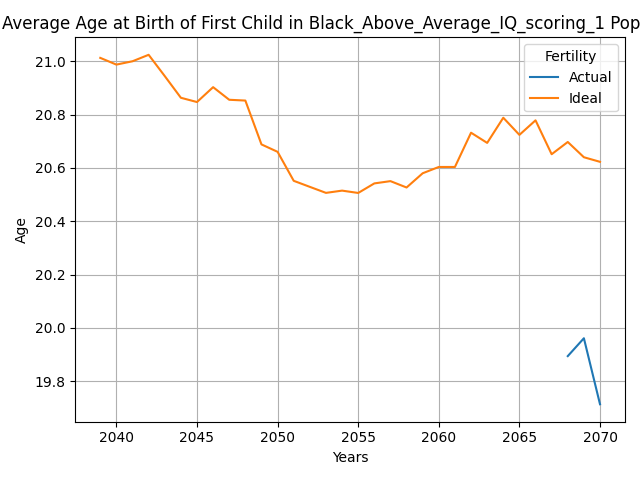 Average Age at Birth of First Child in Black_Above_Average_IQ_scoring_1 Pop
Fertility
Actual
Ideal
21.0
20.8
20.6
20.4
20.2
20.0
19.8
Age
2040 2045 2050 2055 2060 2065 2070
Years